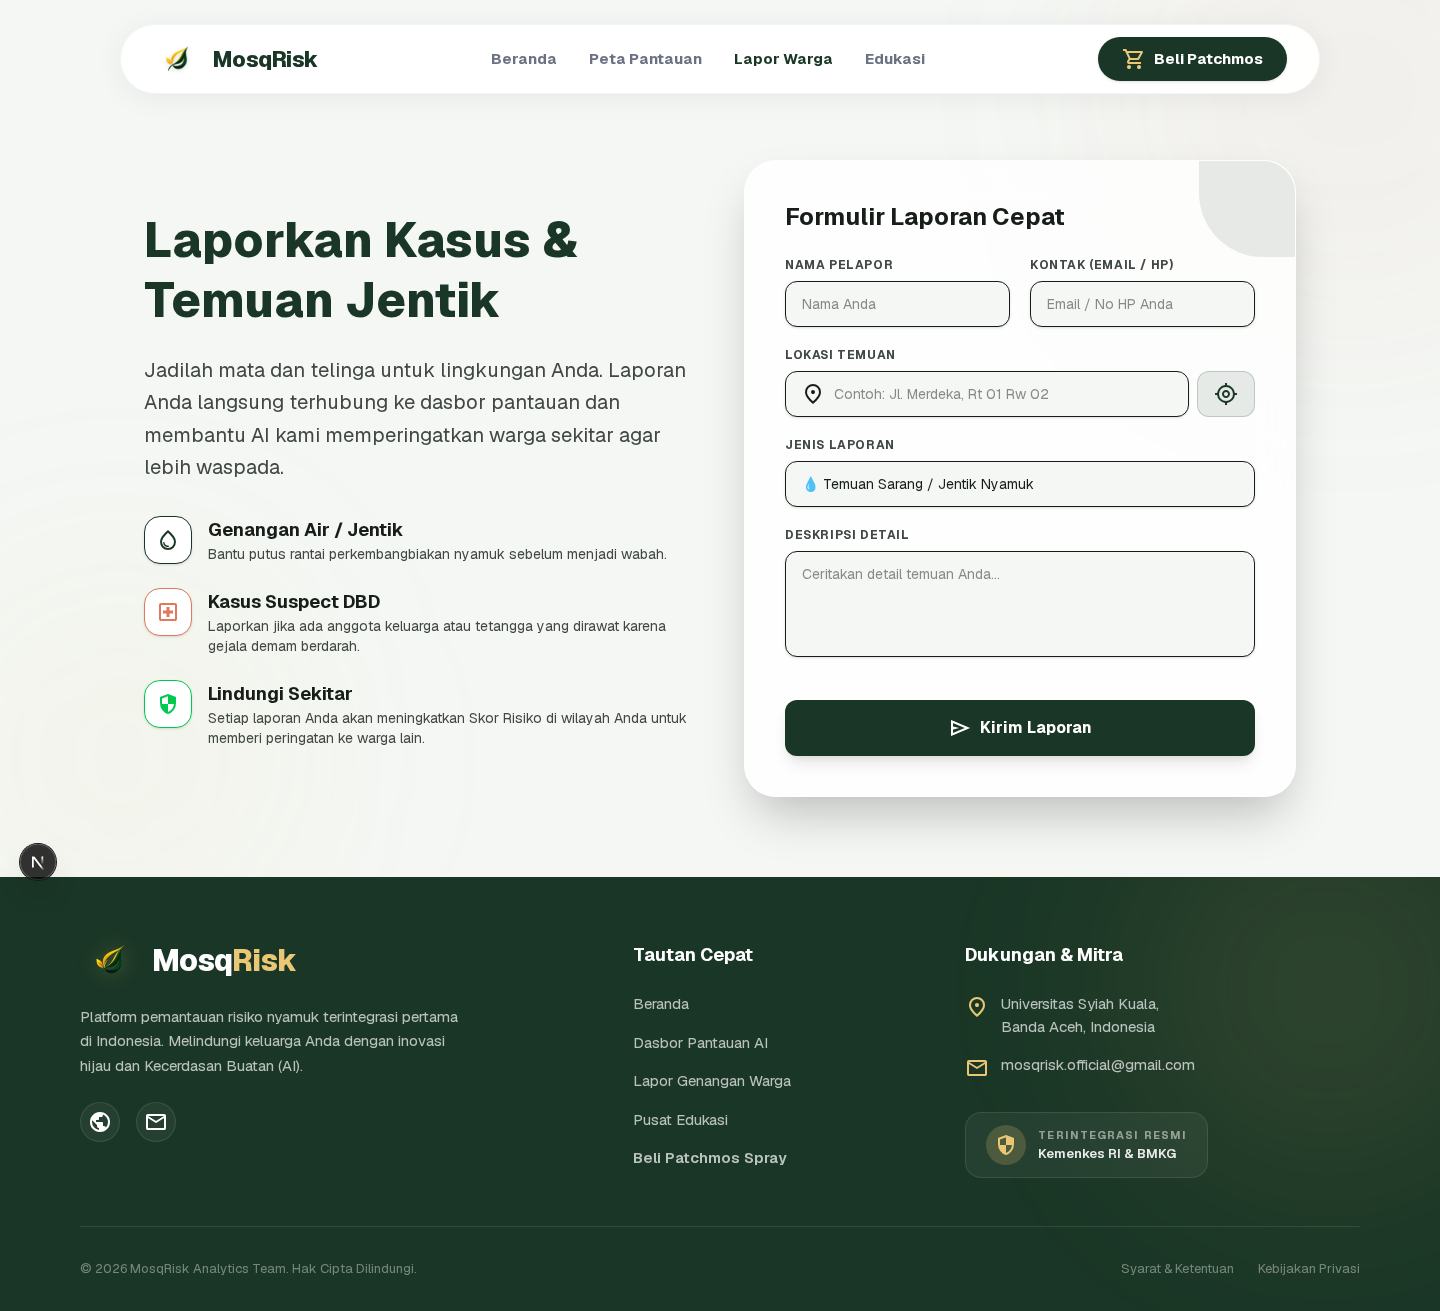 MosqRisk
Beranda
Peta Pantauan
Lapor Warga
Edukasi
Beli Patchmos
Laporkan Kasus &
Temuan Jentik
Jadilah mata dan telinga untuk lingkungan Anda. Laporan
Anda langsung terhubung ke dasbor pantauan dan
membantu AI kami memperingatkan warga sekitar agar
lebih waspada.
Genangan Air / Jentik
Bantu putus rantai perkembangbiakan nyamuk sebelum menjadi wabah.
Kasus Suspect DBD
Laporkan jika ada anggota keluarga atau tetangga yang dirawat karena
gejala demam berdarah.
Lindungi Sekitar
Setiap laporan Anda akan meningkatkan Skor Risiko di wilayah Anda untuk
memberi peringatan ke warga lain.
Formulir Laporan Cepat
NAMA PELAPOR
Nama Anda
KONTAK (EMAIL / HP)
Email / No HP Anda
LOKASI TEMUAN
Contoh: Jl. Merdeka, Rt 01 Rw 02
JENIS LAPORAN
💧 Temuan Sarang / Jentik Nyamuk
DESKRIPSI DETAIL
Ceritakan detail temuan Anda...
Kirim Laporan
N
MosqRisk
Platform pemantauan risiko nyamuk terintegrasi pertama
di Indonesia. Melindungi keluarga Anda dengan inovasi
hijau dan Kecerdasan Buatan (AI).
Tautan Cepat
Beranda
Dasbor Pantauan AI
Lapor Genangan Warga
Pusat Edukasi
Beli Patchmos Spray
Dukungan & Mitra
Universitas Syiah Kuala,
Banda Aceh, Indonesia
mosqrisk.official@gmail.com
TERINTEGRASI RESMI
Kemenkes RI & BMKG
© 2026 MosqRisk Analytics Team. Hak Cipta Dilindungi.
Syarat & Ketentuan
Kebijakan Privasi